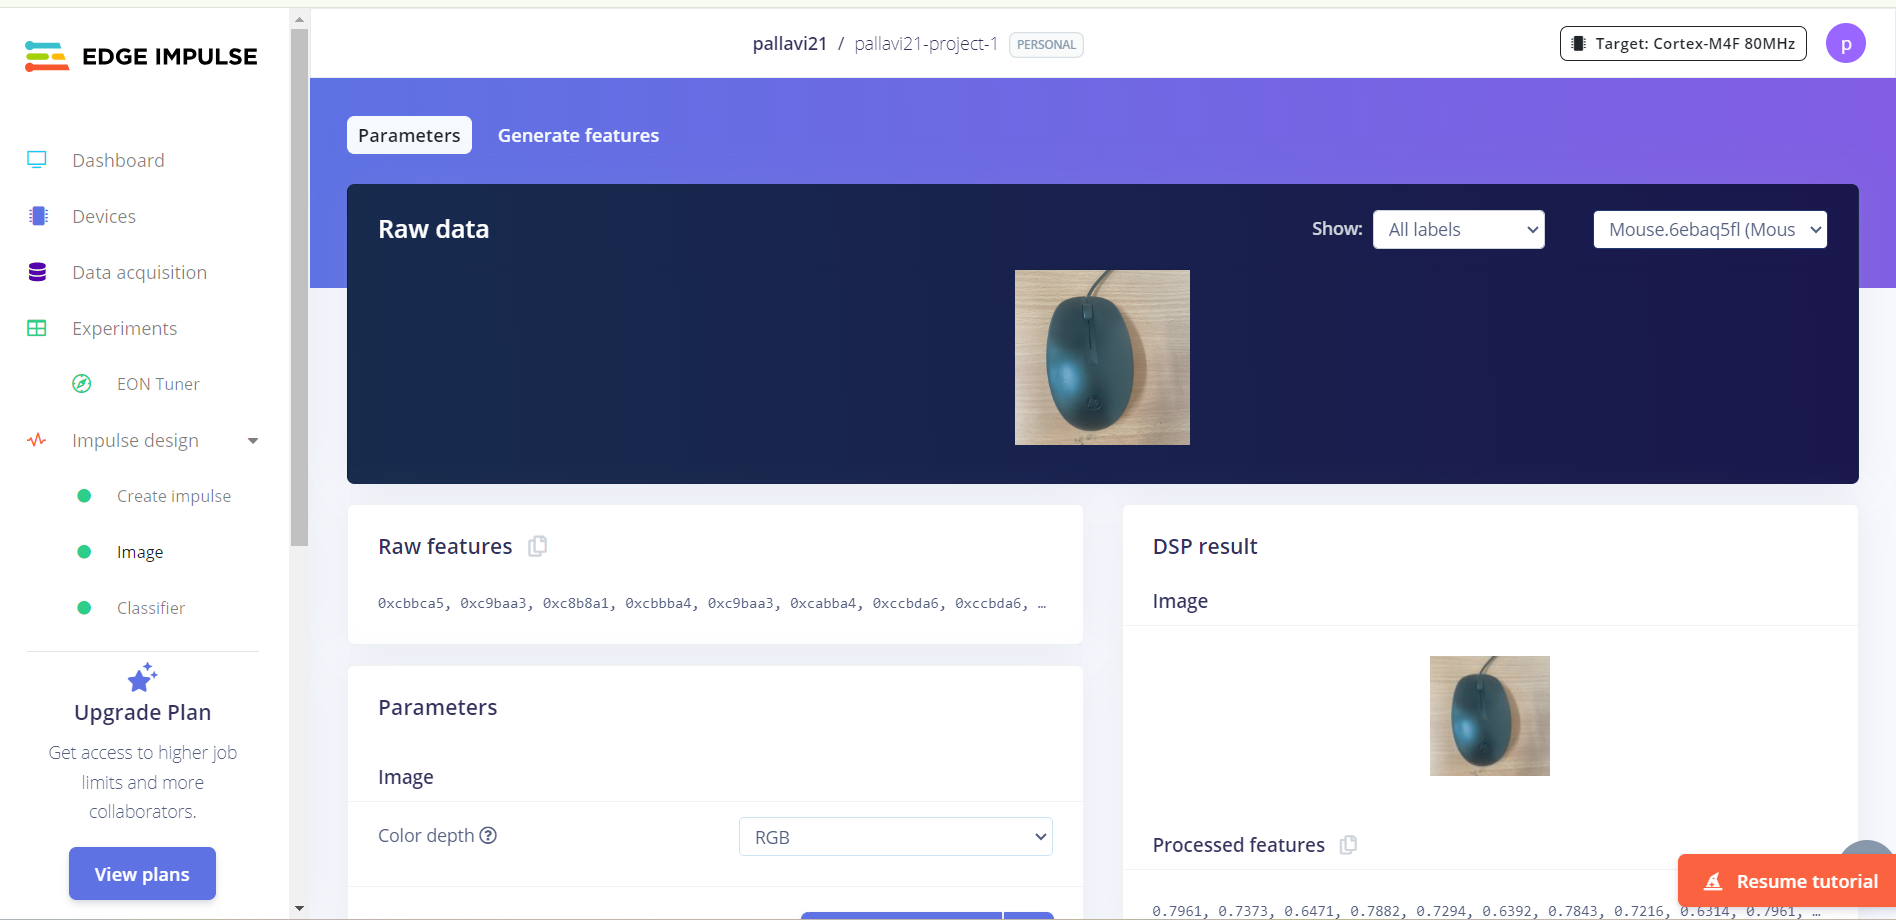 EDGE IMPULSE
pallavi21 / pallavi21-project-1 PERSONAL
Target: Cortex-M4F 80MHz
p
Dashboard
Devices
Data acquisition
Experiments
EON Tuner
Impulse design
Create impulse
Image
Classifier
Upgrade Plan
Get access to higher job
limits and more
collaborators.
View plans
Parameters Generate features
Raw data
Show: All labels Mouse.6ebaq5fl (Mous
Raw features
0xcbbca5, 0xc9baa3, 0xc8b8a1, 0xcbbba4, 0xc9baa3, 0xcabba4, 0xccbda6, 0xccbda6, …
Parameters
Image
Color depth RGB
DSP result
Image
Processed features
0.7961, 0.7373, 0.6471, 0.7882, 0.7294, 0.6392, 0.7843, 0.7216, 0.6314, 0.7961, …
Resume tutorial